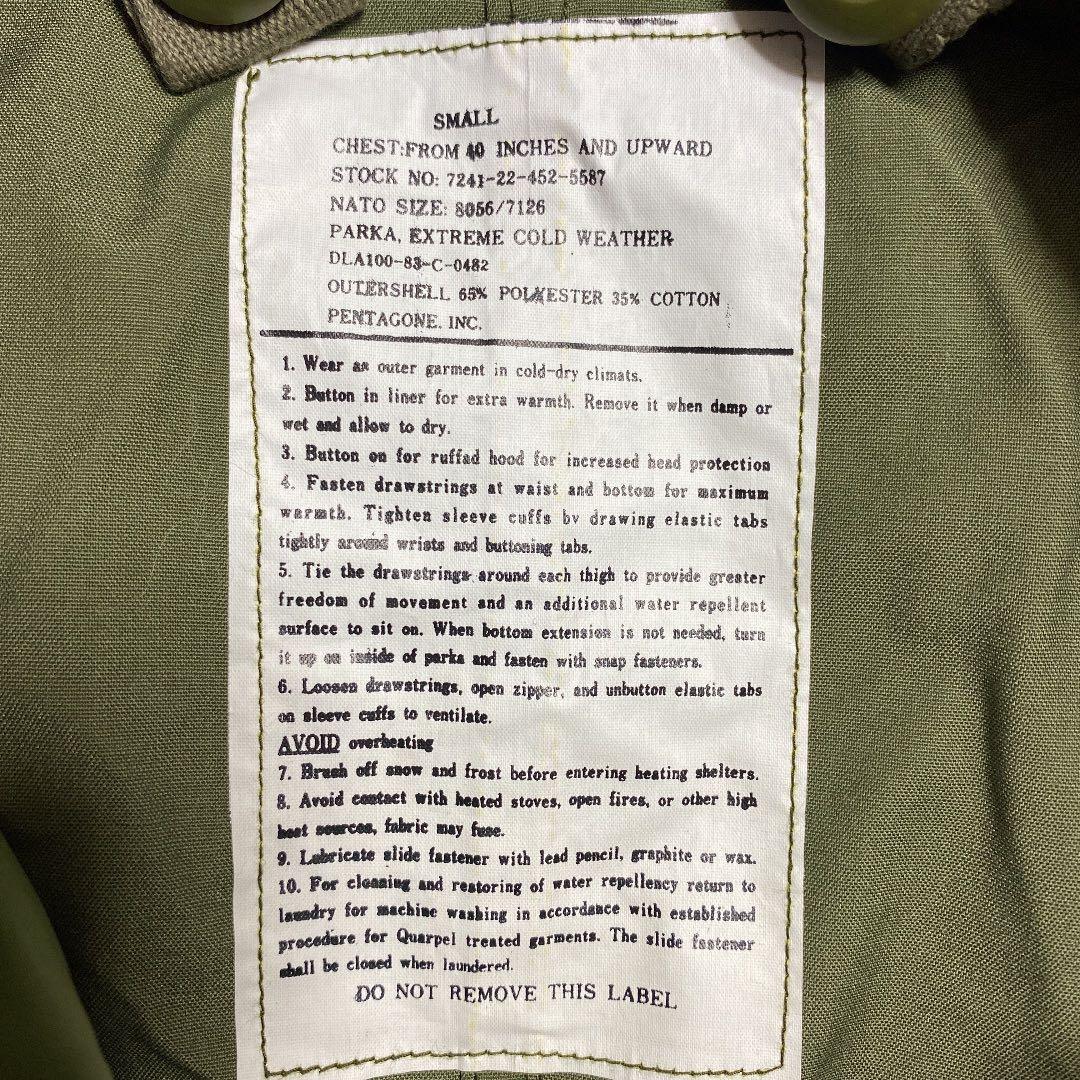 SMALL
CHEST:FROM 40 INCHES AND UPWARD
STOCK NO: 7241-22-452-5587
NATO SIZE: 8056/7126
PARKA, EXTREME COLD WEATHER
DLA100-83-C-0482
OUTERSHELL 65% POLYESTER 35% COTTON
PENTAGONE. INC.
1. Wear as outer garment in cold-dry climats.
2. Button in liner for extra warmth. Remove it when damp or
wet and allow to dry.
3. Button on for ruffad hood for increased head protection
4. Fasten drawstrings at waist and bottom for maximum
warmth. Tighten sleeve cuffs bv drawing elastic tabs
tightly around wrists and buttoning tabs.
5. Tie the drawstrings around each thigh to provide greater
freedom of movement and an additional water repellent
surface to sit on. When bottom extension is not needed, turn
it up on inside of parka and fasten with snap fasteners.
6. Loosen drawstrings, open zipper, and unbutton elastic tabs
on sleeve cuffs to ventilate.
AVOID overheating
7. Brush off snow and frost before entering heating shelters.
8. Avoid contact with heated stoves, open fires, or other high
heat sources, fabric may fuse.
9. Lubricate slide fastener with lead pencil, graphite or wax.
10. For cleaning and restoring of water repellency return to
laundry for machine washing in accordance with established
procedure for Quarpel treated garments. The slide fastener
shall be closed when laundered.
DO NOT REMOVE THIS LABEL